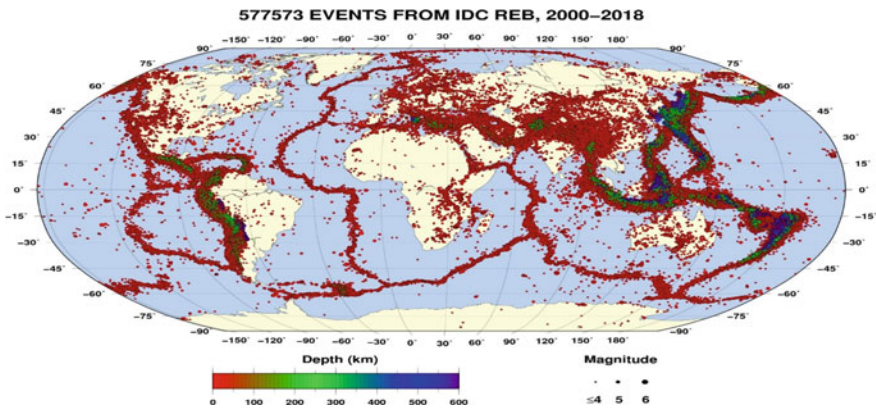 577573 EVENTS FROM IDC REB, 2000−2018
−150˚ −120˚ −90˚ −60˚ −30˚ 0˚ 30˚ 60˚ 90˚ 120˚ 150˚
90˚ 90˚
75˚ 75˚
60˚ 60˚
45˚ 45˚
30˚ 30˚
15˚ 15˚
0˚ 0˚
−15˚ −15˚
−30˚ −30˚
−45˚ −45˚
−60˚ −60˚
−75˚ −75˚
−90˚ −90˚
−150˚ −120˚ −90˚ −60˚ −30˚ 0˚ 30˚ 60˚ 90˚ 120˚ 150˚
Depth (km) Magnitude
0 100 200 300 400 500 600 ≤4 5 6